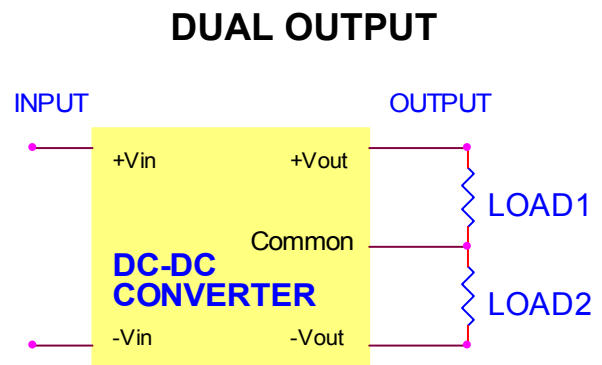 DUAL OUTPUT
INPUT
OUTPUT
+Vin
+Vout
LOAD1
Common
DC-DC
CONVERTER
LOAD2
-Vin
-Vout